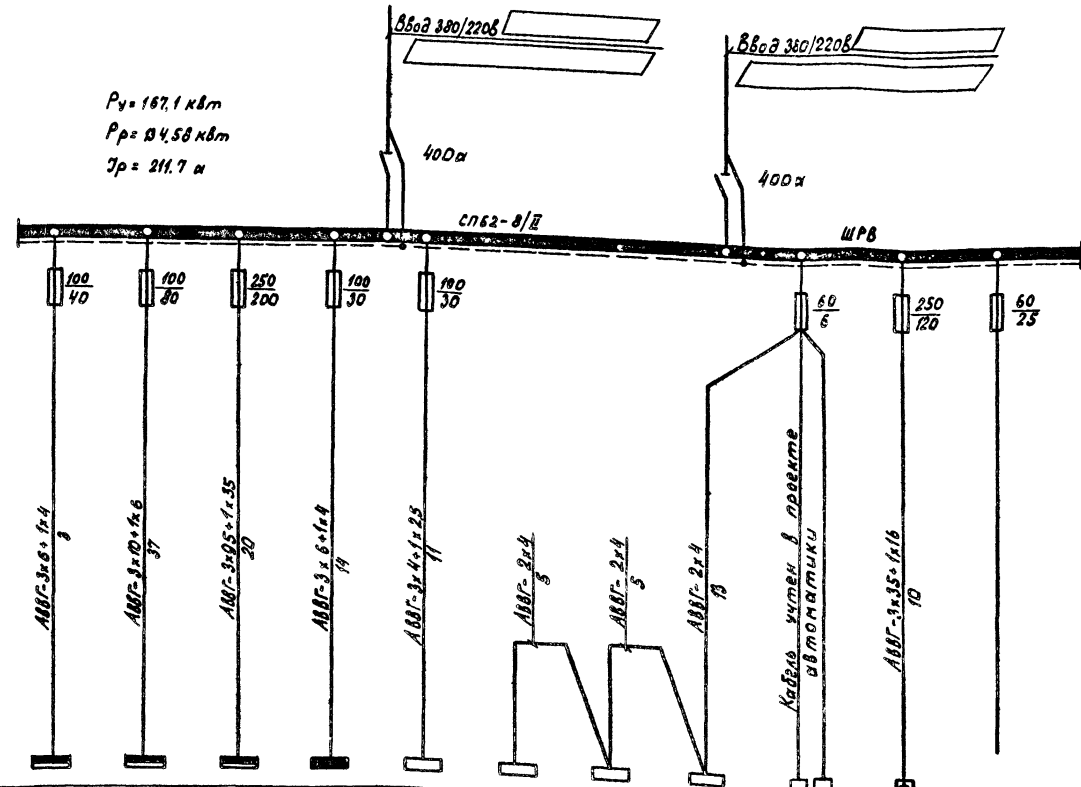 Ввод 380/220в
Ввод 380/220в
Ру = 167,1 квт
Рр = 134,58 квт
Jр = 211.7 а
400а
400а
СП62-8/II
ШРВ
100/40
100/80
250/200
100/30
100/30
60/6
250/120
60/25
АВВГ-3х6+1х4
АВВГ-3х10+1х6
37
АВВГ-3х95+1х35
20
АВВГ-3х6+1х4
14
АВВГ-3х4+1х2,5
11
АВВГ-2х4
5
АВВГ-2х4
5
АВВГ-2х4
13
Кабель учтен в проекте
автоматики
АВВГ-3х35+1х16
10